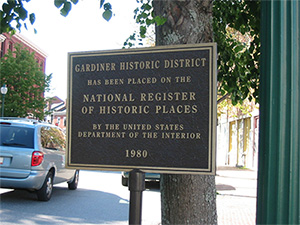 GARDINER HISTORIC DISTRICT
HAS BEEN PLACED ON THE
NATIONAL REGISTER
OF HISTORIC PLACES
BY THE UNITED STATES
DEPARTMENT OF THE INTERIOR
1980